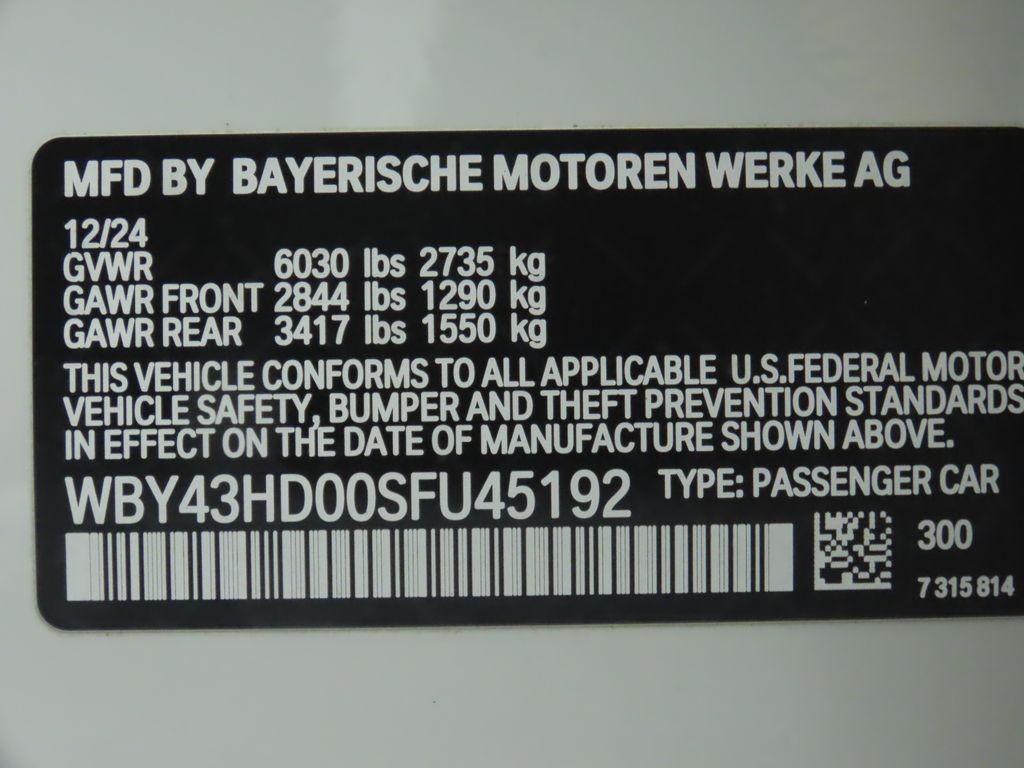 MFD BY BAYERISCHE MOTOREN WERKE AG
12/24
GVWR 6030 lbs 2735 kg
GAWR FRONT 2844 lbs 1290 kg
GAWR REAR 3417 lbs 1550 kg
THIS VEHICLE CONFORMS TO ALL APPLICABLE U.S.FEDERAL MOTOR
VEHICLE SAFETY, BUMPER AND THEFT PREVENTION STANDARDS
IN EFFECT ON THE DATE OF MANUFACTURE SHOWN ABOVE.
WBY43HD00SFU45192 TYPE: PASSENGER CAR
300
7 315 814